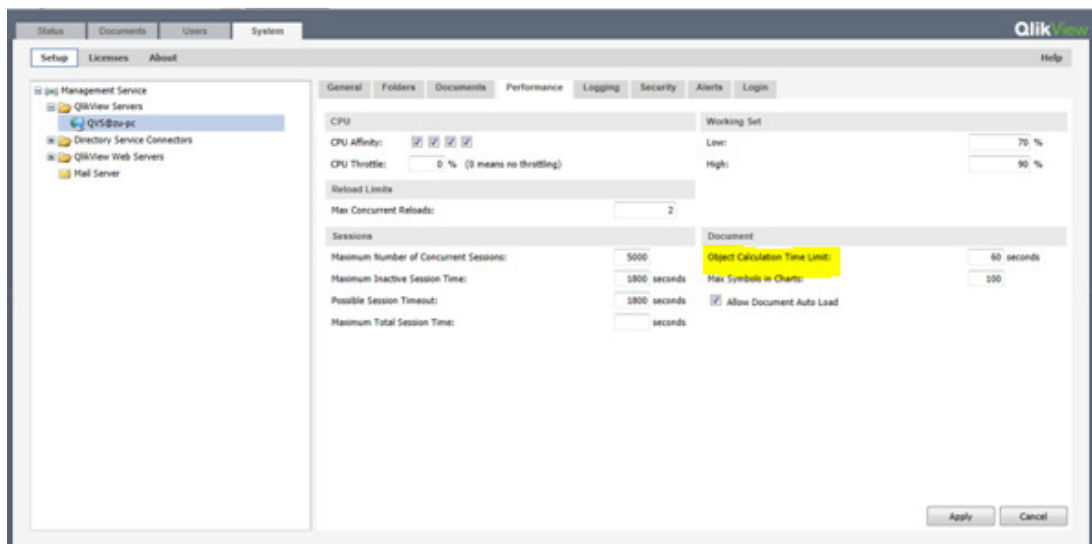 Status Documents Users System QlikView
Setup Licenses About Help
Management Service
QlikView Servers
QVS@zu-pc
Directory Service Connectors
QlikView Web Servers
Mail Server
General Folders Documents Performance Logging Security Alerts Login
CPU
CPU Affinity:
CPU Throttle: 0 % (0 means no throttling)
Working Set
Low: 70 %
High: 90 %
Reload Limits
Max Concurrent Reloads: 2
Sessions
Maximum Number of Concurrent Sessions: 5000
Maximum Inactive Session Time: 1800 seconds
Possible Session Timeout: 1800 seconds
Maximum Total Session Time: seconds
Document
Object Calculation Time Limit: 60 seconds
Max Symbols in Charts: 100
Allow Document Auto Load
Apply Cancel